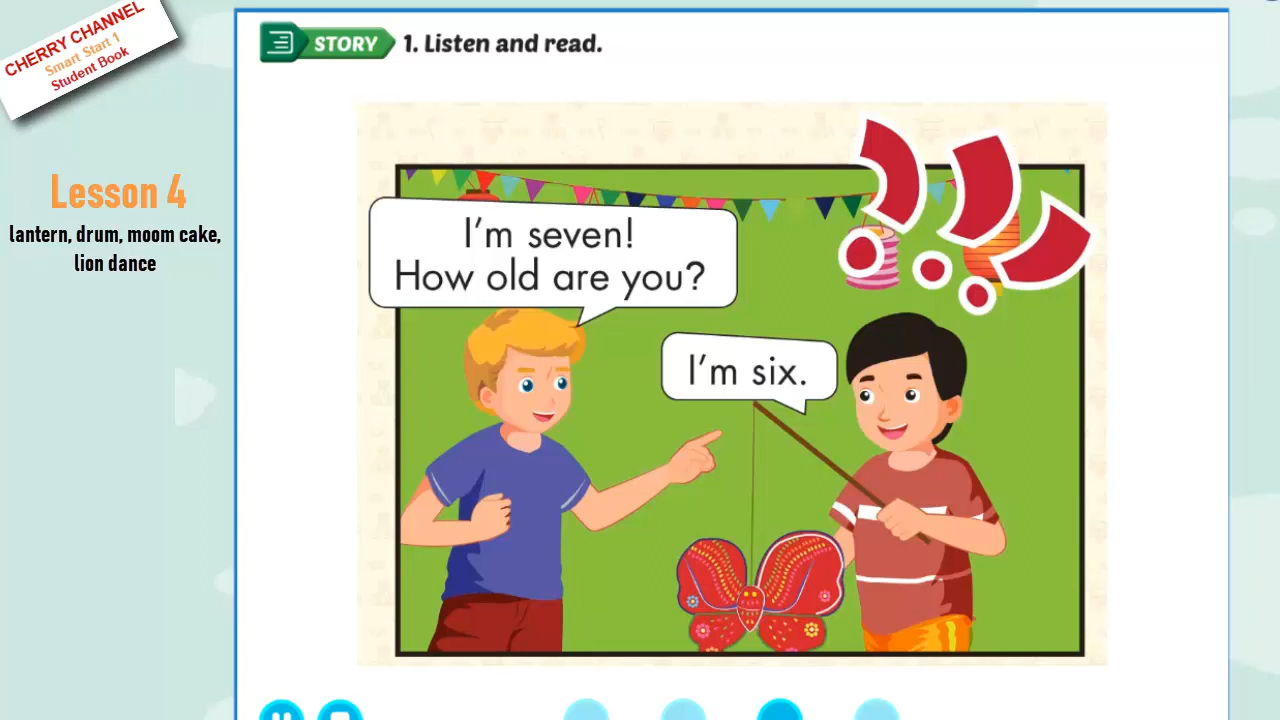 CHERRY CHANNEL
Smart Start 1
Student Book
STORY 1. Listen and read.
Lesson 4
lantern, drum, moom cake,
lion dance
I'm seven!
How old are you?
I'm six.